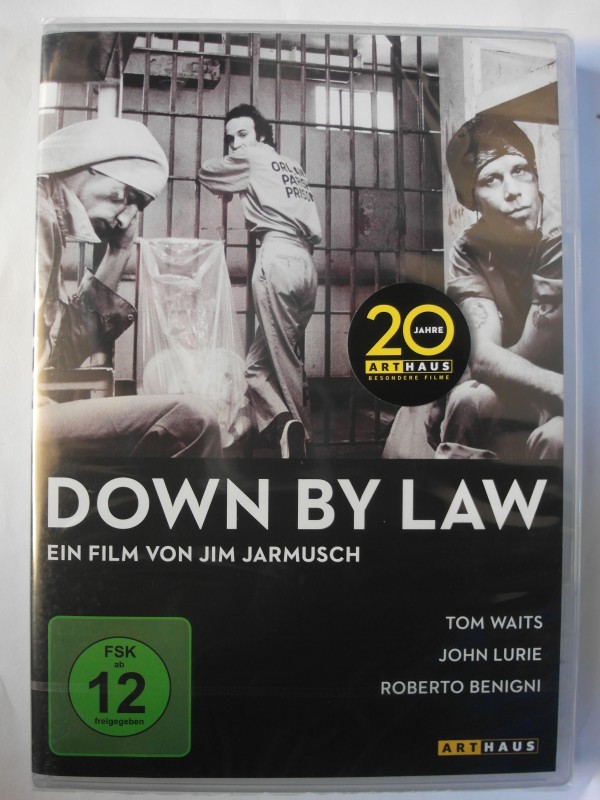 ORLEANS
PARISH
PRISON
20
JAHRE
ARTHAUS
BESONDERE FILME
DOWN BY LAW
EIN FILM VON JIM JARMUSCH
TOM WAITS
JOHN LURIE
ROBERTO BENIGNI
FSK
ab
12
freigegeben
ARTHAUS